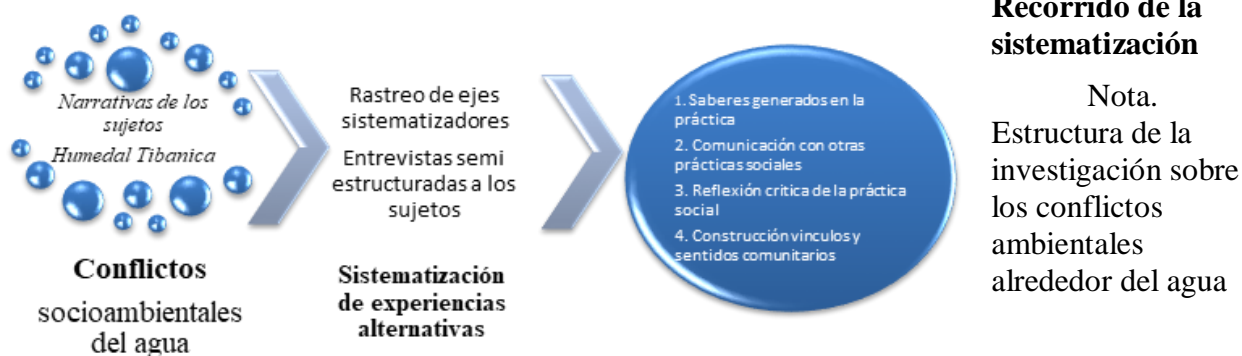 Narrativas de los
sujetos
Humedal Tibanica
Conflictos
socioambientales
del agua
Rastreo de ejes
sistematizadores
Entrevistas semi
estructuradas a los
sujetos
Sistematización
de experiencias
alternativas
1. Saberes generados en la
práctica
2. Comunicación con otras
prácticas sociales
3. Reflexión critica de la práctica
social
4. Construcción vinculos y
sentidos comunitarios
Recorrido de la
sistematización
Nota.
Estructura de la
investigación sobre
los conflictos
ambientales
alrededor del agua